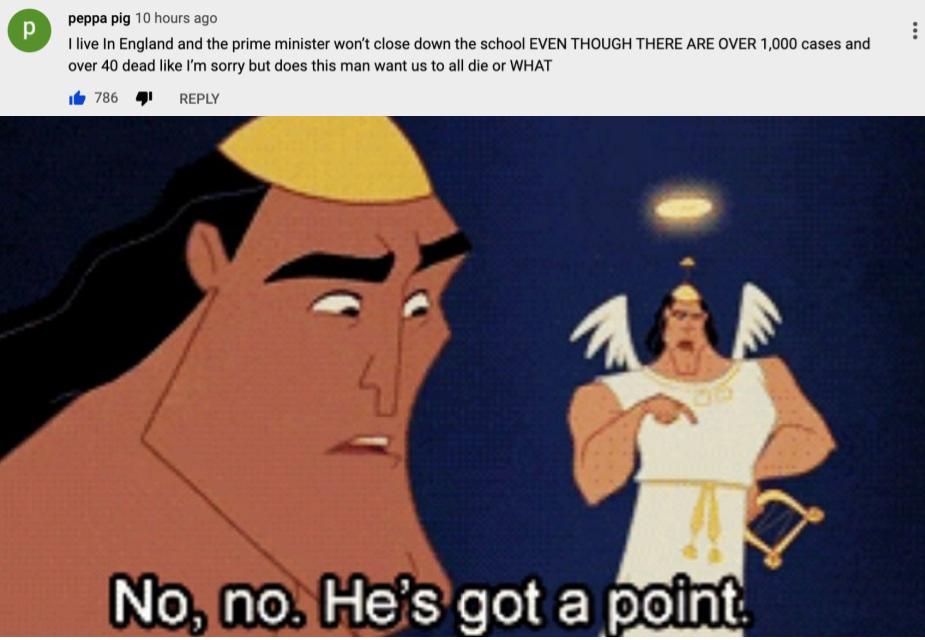 p
peppa pig 10 hours ago
I live In England and the prime minister won't close down the school EVEN THOUGH THERE ARE OVER 1,000 cases and
over 40 dead like I'm sorry but does this man want us to all die or WHAT
786 REPLY
No, no. He's got a point.